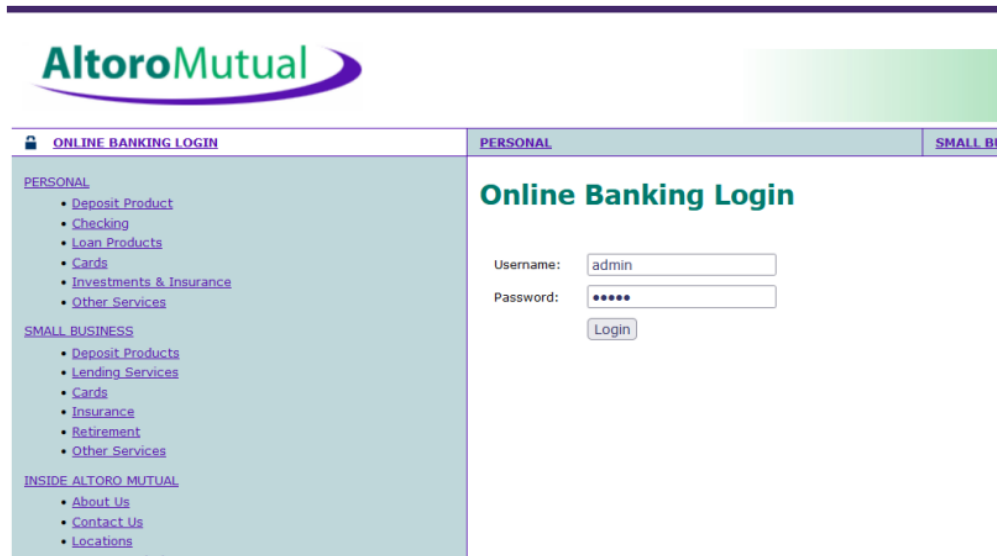 AltoroMutual
ONLINE BANKING LOGIN
PERSONAL
SMALL
PERSONAL
Deposit Product
Checking
Loan Products
Cards
Investments & Insurance
Other Services
SMALL BUSINESS
Deposit Products
Lending Services
Cards
Insurance
Retirement
Other Services
INSIDE ALTORO MUTUAL
About Us
Contact Us
Locations
Online Banking Login
Username: admin
Password: •••••
Login